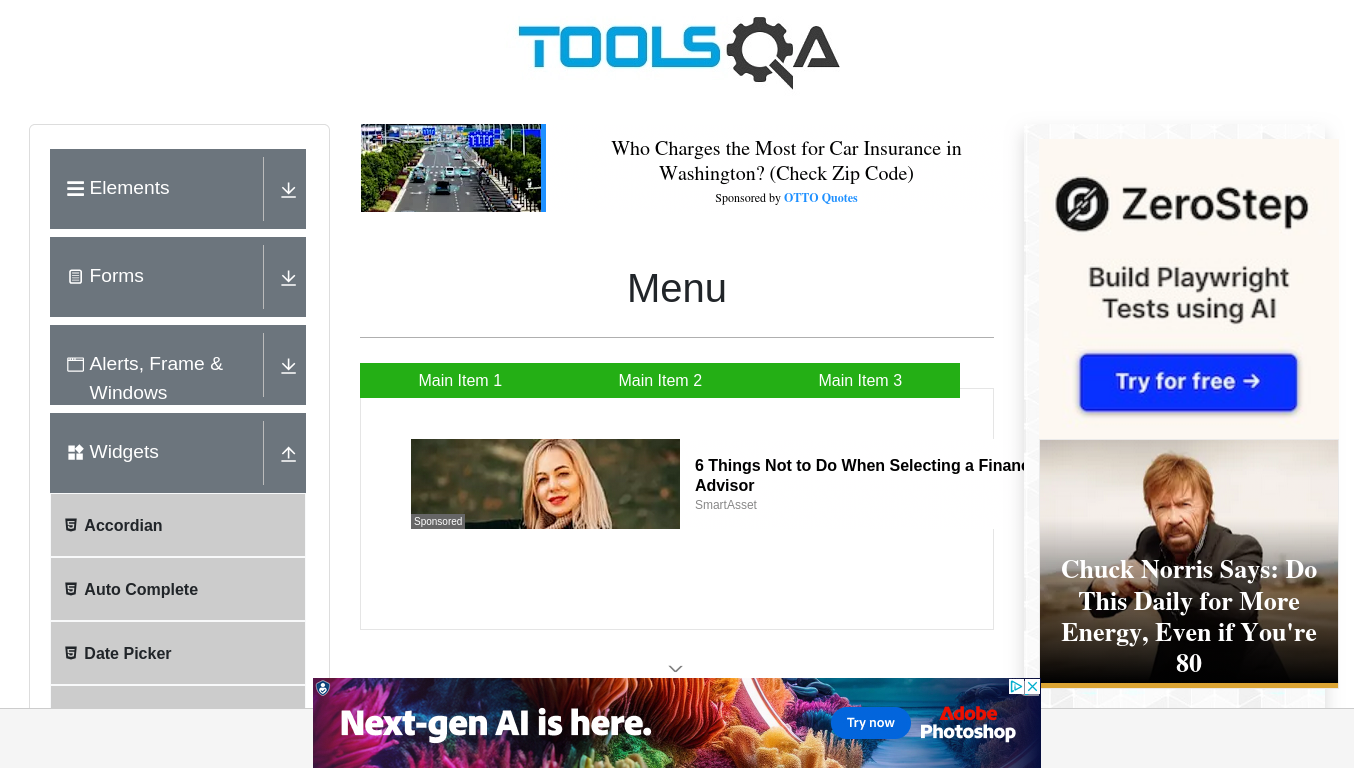 TOOLSQA
Elements
Forms
Alerts, Frame &
Windows
Widgets
Accordian
Auto Complete
Date Picker
Who Charges the Most for Car Insurance in
Washington? (Check Zip Code)
Sponsored by OTTO Quotes
Menu
Main Item 1
Main Item 2
Main Item 3
Sponsored
6 Things Not to Do When Selecting a Financ
Advisor
SmartAsset
ZeroStep
Build Playwright
Tests using AI
Try for free →
Chuck Norris Says: Do
This Daily for More
Energy, Even if You're
80
Next-gen AI is here.
Try now
Adobe
Photoshop